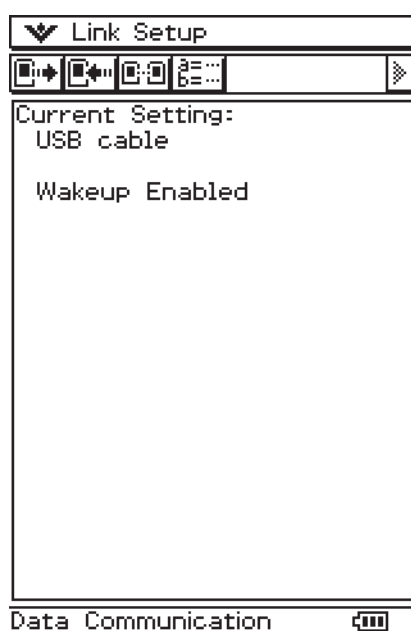 Link Setup
Current Setting:
USB cable
Wakeup Enabled
Data Communication